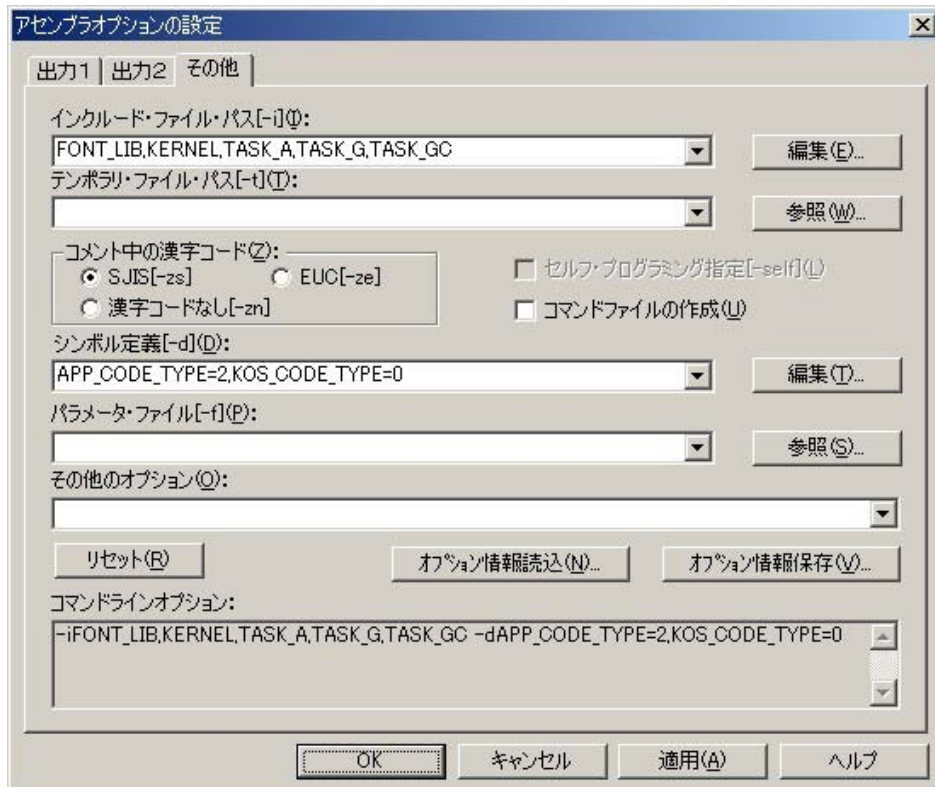 アセンブラオプションの設定
出力1 出力2 その他
インクルード・ファイル・パス[-i](I):
FONT_LIB,KERNEL,TASK_A,TASK_G,TASK_GC 編集(E)...
テンポラリ・ファイル・パス[-t](T):
参照(W)...
コメント中の漢字コード(Z):
SJIS[-zs] EUC[-ze] セルフ・プログラミング指定[-self](L)
漢字コードなし[-zn] コマンドファイルの作成(U)
シンボル定義[-d](D):
APP_CODE_TYPE=2,KOS_CODE_TYPE=0 編集(T)...
パラメータ・ファイル[-f](P):
参照(S)...
その他のオプション(O):
リセット(R) オプション情報読込(N)... オプション情報保存(V)...
コマンドラインオプション:
-iFONT_LIB,KERNEL,TASK_A,TASK_G,TASK_GC -dAPP_CODE_TYPE=2,KOS_CODE_TYPE=0
OK キャンセル 適用(A) ヘルプ